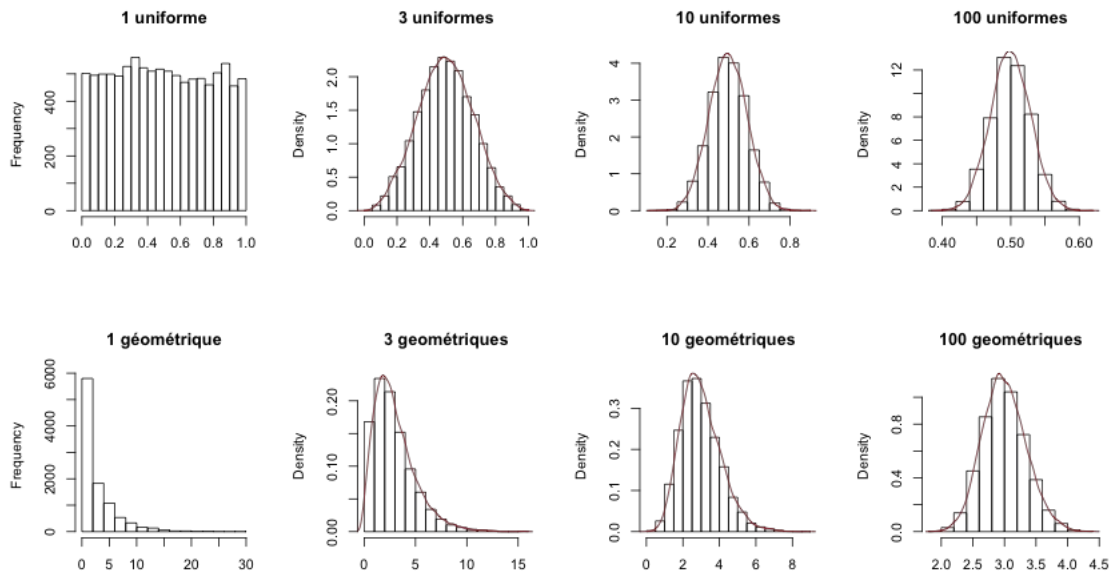 1 uniforme
3 uniformes
10 uniformes
100 uniformes
Frequency
0 200 400
0.0 0.2 0.4 0.6 0.8 1.0
Density
0.0 0.5 1.0 1.5 2.0
0.0 0.2 0.4 0.6 0.8 1.0
Density
0 1 2 3 4
0.2 0.4 0.6 0.8
Density
0 2 4 6 8 12
0.40 0.50 0.60
1 géométrique
3 geométriques
10 geométriques
100 geométriques
Frequency
0 2000 4000 6000
0 5 10 15 20 25 30
Density
0.00 0.10 0.20
0 5 10 15
Density
0.0 0.1 0.2 0.3
0 2 4 6 8
Density
0.0 0.4 0.8
2.0 2.5 3.0 3.5 4.0 4.5